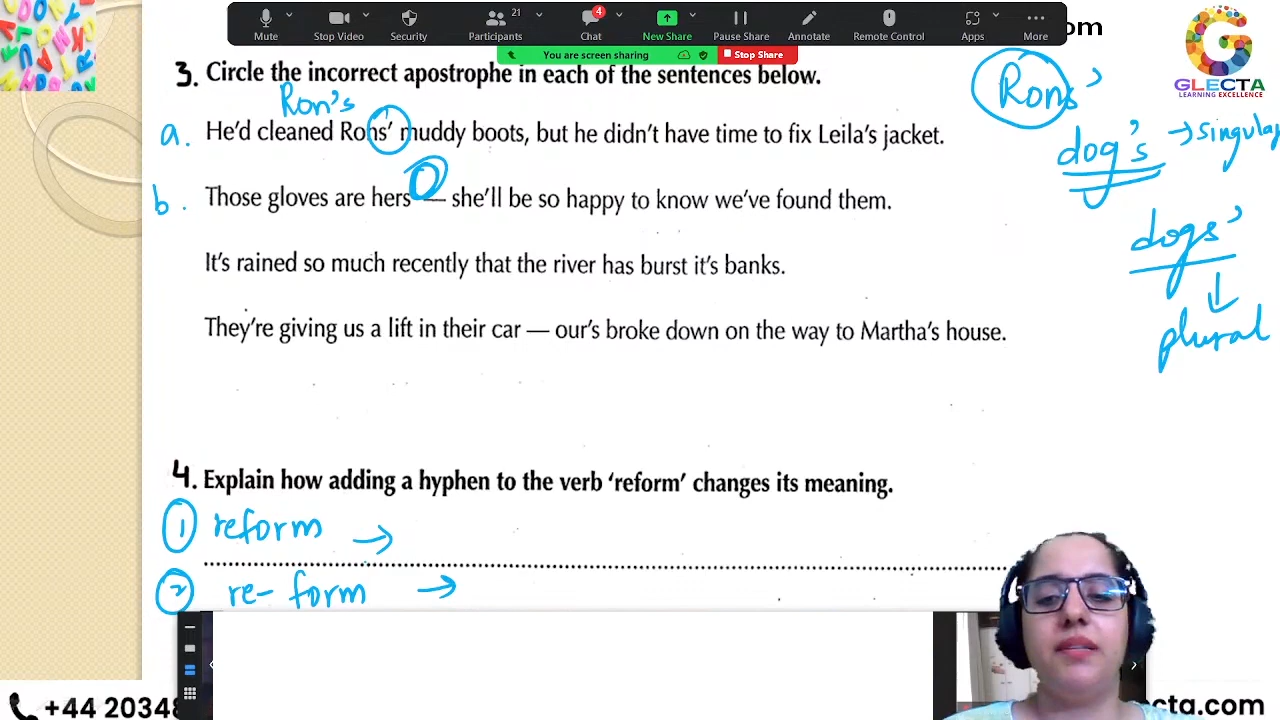 Mute
Stop Video
Security
Participants
21
Chat
4
New Share
Pause Share
Annotate
Remote Control
Apps
More
om
You are screen sharing
Stop Share
GLECTA
LEARNING EXCELLENCE
3. Circle the incorrect apostrophe in each of the sentences below.
Ron's
Rons'
a. He'd cleaned Rons' muddy boots, but he didn't have time to fix Leila's jacket.
dog's → singular
b. Those gloves are hers — she'll be so happy to know we've found them.
dogs'
It's rained so much recently that the river has burst it's banks.
plural
They're giving us a lift in their car — our's broke down on the way to Martha's house.
4. Explain how adding a hyphen to the verb 'reform' changes its meaning.
1 reform →
2 re-form →
+44 20348
ecta.com